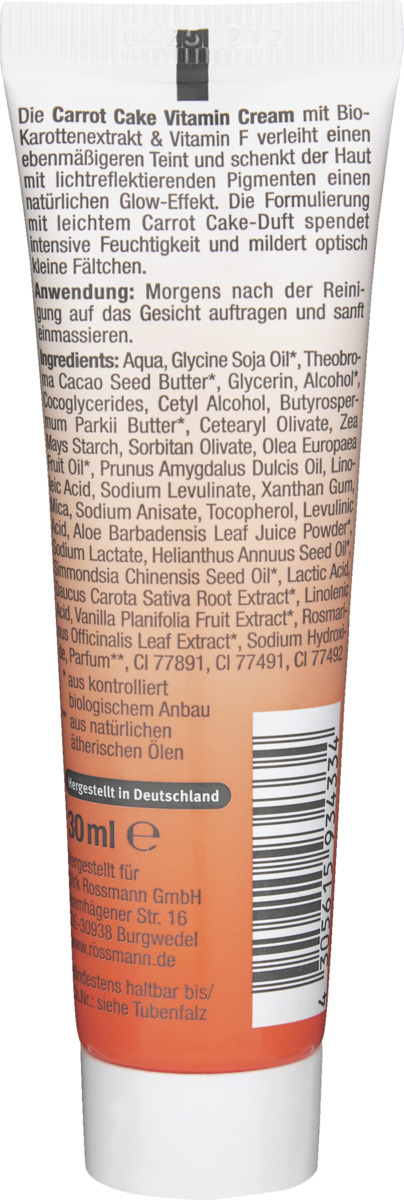 Die Carrot Cake Vitamin Cream mit Bio-
Karottenextrakt & Vitamin F verleiht einen
ebenmäßigeren Teint und schenkt der Haut
mit lichtreflektierenden Pigmenten einen
natürlichen Glow-Effekt. Die Formulierung
mit leichtem Carrot Cake-Duft spendet
intensive Feuchtigkeit und mildert optisch
kleine Fältchen.
Anwendung: Morgens nach der Reini-
gung auf das Gesicht auftragen und sanft
einmassieren.
Ingredients: Aqua, Glycine Soja Oil*, Theobro-
ma Cacao Seed Butter*, Glycerin, Alcohol*,
Cocoglycerides, Cetyl Alcohol, Butyrosper-
mum Parkii Butter*, Cetearyl Olivate, Zea
Mays Starch, Sorbitan Olivate, Olea Europaea
Fruit Oil*, Prunus Amygdalus Dulcis Oil, Lino-
leic Acid, Sodium Levulinate, Xanthan Gum,
Mica, Sodium Anisate, Tocopherol, Levulinic
Acid, Aloe Barbadensis Leaf Juice Powder*,
Sodium Lactate, Helianthus Annuus Seed Oil*,
Simmondsia Chinensis Seed Oil*, Lactic Acid,
Daucus Carota Sativa Root Extract*, Linolenic
Acid, Vanilla Planifolia Fruit Extract*, Rosmari-
nus Officinalis Leaf Extract*, Sodium Hydroxi-
de, Parfum**, CI 77891, CI 77491, CI 77492
* aus kontrolliert
biologischem Anbau
** aus natürlichen
ätherischen Ölen
Hergestellt in Deutschland
30 ml e
hergestellt für
Dirk Rossmann GmbH
Isernhägener Str. 16
DE-30938 Burgwedel
www.rossmann.de
mindestens haltbar bis/
Ch.Nr.: siehe Tubenfalz
4 305615 934334